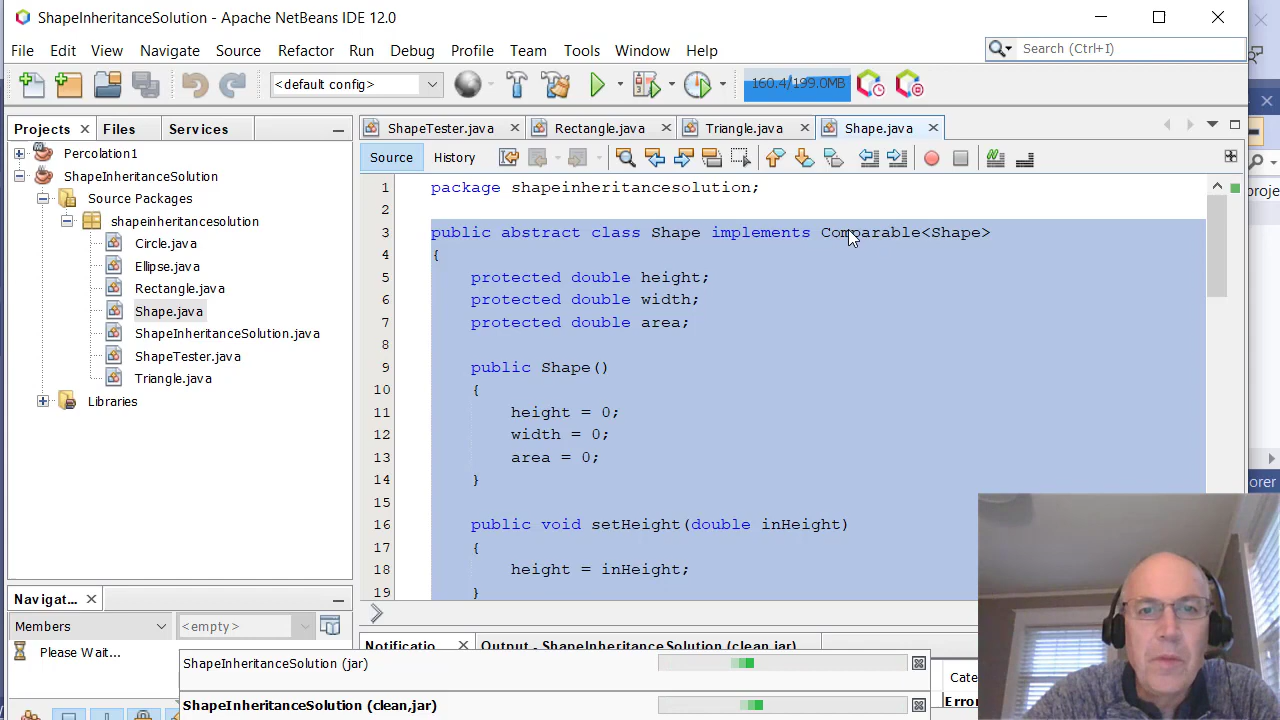 ShapeInheritanceSolution - Apache NetBeans IDE 12.0
File Edit View Navigate Source Refactor Run Debug Profile Team Tools Window Help
Search (Ctrl+I)
<default config>
160.4/199.0MB
Projects Files Services
ShapeTester.java Rectangle.java Triangle.java Shape.java
Source History
Percolation1
ShapeInheritanceSolution
Source Packages
shapeinheritancesolution
Circle.java
Ellipse.java
Rectangle.java
Shape.java
ShapeInheritanceSolution.java
ShapeTester.java
Triangle.java
Libraries
1 package shapeinheritancesolution;
2
3 public abstract class Shape implements Comparable<Shape>
4 {
5 protected double height;
6 protected double width;
7 protected double area;
8
9 public Shape()
10 {
11 height = 0;
12 width = 0;
13 area = 0;
14 }
15
16 public void setHeight(double inHeight)
17 {
18 height = inHeight;
19 }
Navigat...
Members <empty>
Please Wait...
Notificatio... Output - ShapeInheritanceSolution (clean,jar)
ShapeInheritanceSolution (jar)
ShapeInheritanceSolution (clean,jar)
Cate
Error
proje
orer